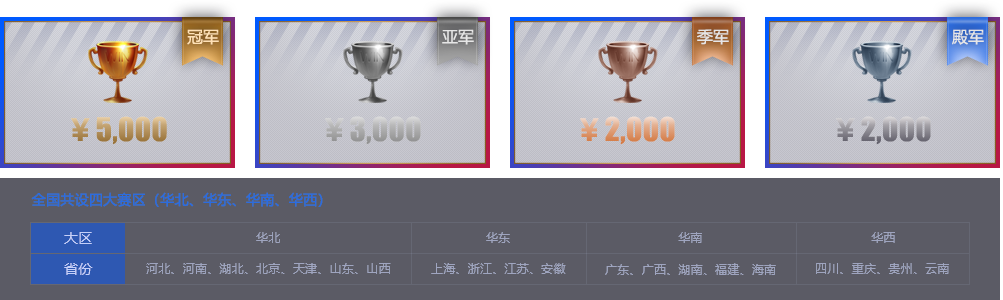 冠军
亚军
季军
殿军
¥ 5,000
¥ 3,000
¥ 2,000
¥ 2,000
全国共设四大赛区（华北、华东、华南、华西）
大区 华北 华东 华南 华西
省份 河北、河南、湖北、北京、天津、山东、山西 上海、浙江、江苏、安徽 广东、广西、湖南、福建、海南 四川、重庆、贵州、云南